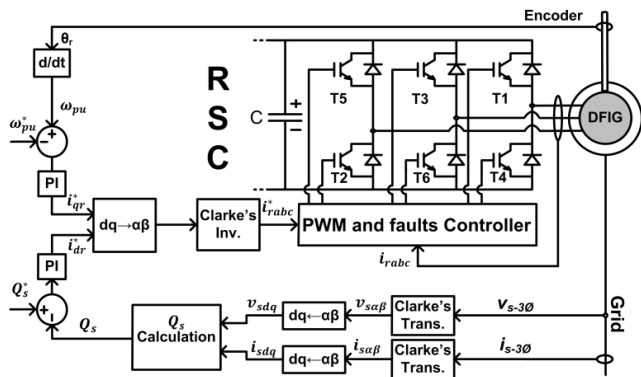 Encoder
θr
d/dt
ωpu
ω*pu
− +
PI
i*qr
dq→αβ
Clarke's
Inv.
i*rabc
PWM and faults Controller
irabc
i*dr
PI
Q*s
+ −
Qs
Qs
Calculation
R
S
C
C
+
−
T5
T3
T1
T2
T6
T4
DFIG
vsdq
dq←αβ
vsαβ
Clarke's
Trans.
vs-3Ø
isdq
dq←αβ
isαβ
Clarke's
Trans.
is-3Ø
Grid